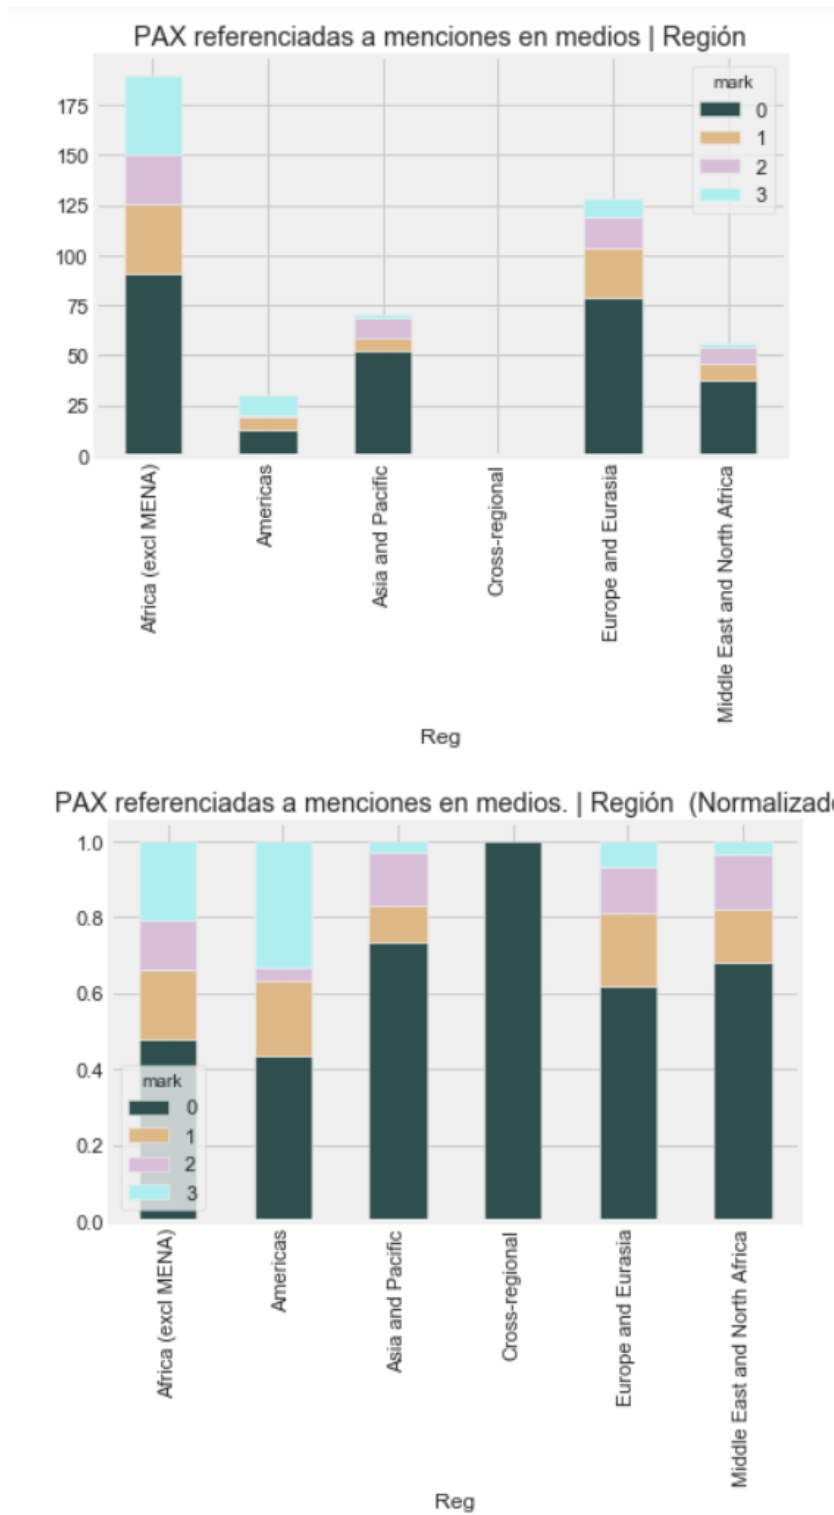 PAX referenciadas a menciones en medios | Región
mark
0
1
2
3
175
150
125
100
75
50
25
0
Africa (excl MENA)
Americas
Asia and Pacific
Cross-regional
Europe and Eurasia
Middle East and North Africa
Reg
PAX referenciadas a menciones en medios. | Región (Normalizado
1.0
0.8
0.6
0.4
0.2
0.0
mark
0
1
2
3
Africa (excl MENA)
Americas
Asia and Pacific
Cross-regional
Europe and Eurasia
Middle East and North Africa
Reg